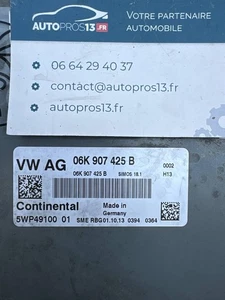 AUTOPROS13.FR
VOTRE PARTENAIRE
AUTOMOBILE
06 64 29 40 37
contact@autopros13.fr
autopros13.fr
VW AG 06K 907 425 B
06K 907 425 B SIMOS 18.1
0002
H13
Continental
Made in
Germany
5WP49100 01 SME RBG01.10.13 0394 0364